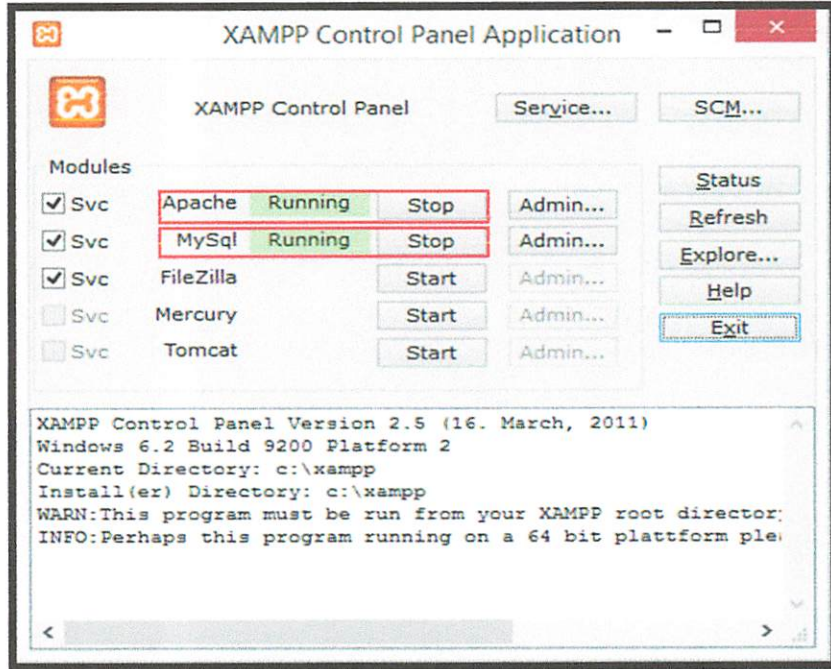 XAMPP Control Panel Application
XAMPP Control Panel Service... SCM...
Modules
Status
Svc Apache Running Stop Admin...
Refresh
Svc MySql Running Stop Admin...
Explore...
Svc FileZilla Start Admin...
Help
Svc Mercury Start Admin...
Exit
Svc Tomcat Start Admin...
XAMPP Control Panel Version 2.5 (16. March, 2011)
Windows 6.2 Build 9200 Platform 2
Current Directory: c:\xampp
Install(er) Directory: c:\xampp
WARN:This program must be run from your XAMPP root
INFO:Perhaps this program running on a 64 bit plattform